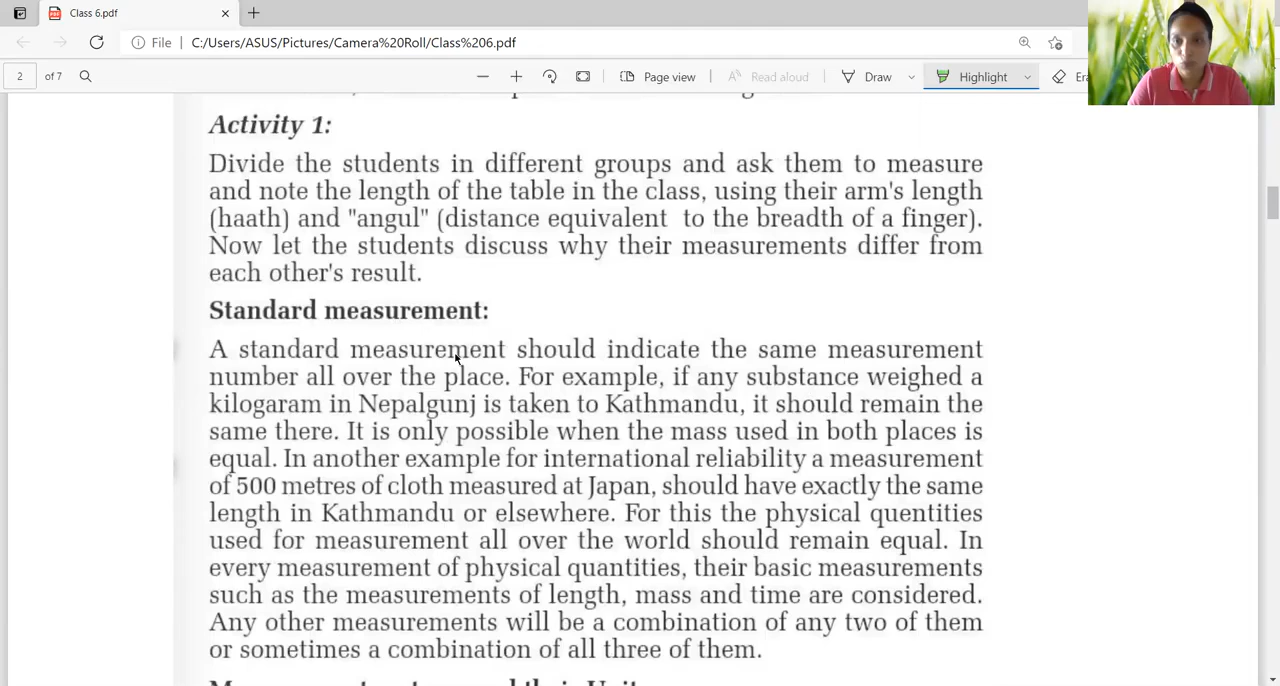 Class 6.pdf
File C:/Users/ASUS/Pictures/Camera%20Roll/Class%206.pdf
2 of 7 Page view Read aloud Draw Highlight
Activity 1:
Divide the students in different groups and ask them to measure
and note the length of the table in the class, using their arm's length
(haath) and "angul" (distance equivalent to the breadth of a finger).
Now let the students discuss why their measurements differ from
each other's result.
Standard measurement:
A standard measurement should indicate the same measurement
number all over the place. For example, if any substance weighed a
kilogaram in Nepalgunj is taken to Kathmandu, it should remain the
same there. It is only possible when the mass used in both places is
equal. In another example for international reliability a measurement
of 500 metres of cloth measured at Japan, should have exactly the same
length in Kathmandu or elsewhere. For this the physical quentities
used for measurement all over the world should remain equal. In
every measurement of physical quantities, their basic measurements
such as the measurements of length, mass and time are considered.
Any other measurements will be a combination of any two of them
or sometimes a combination of all three of them.